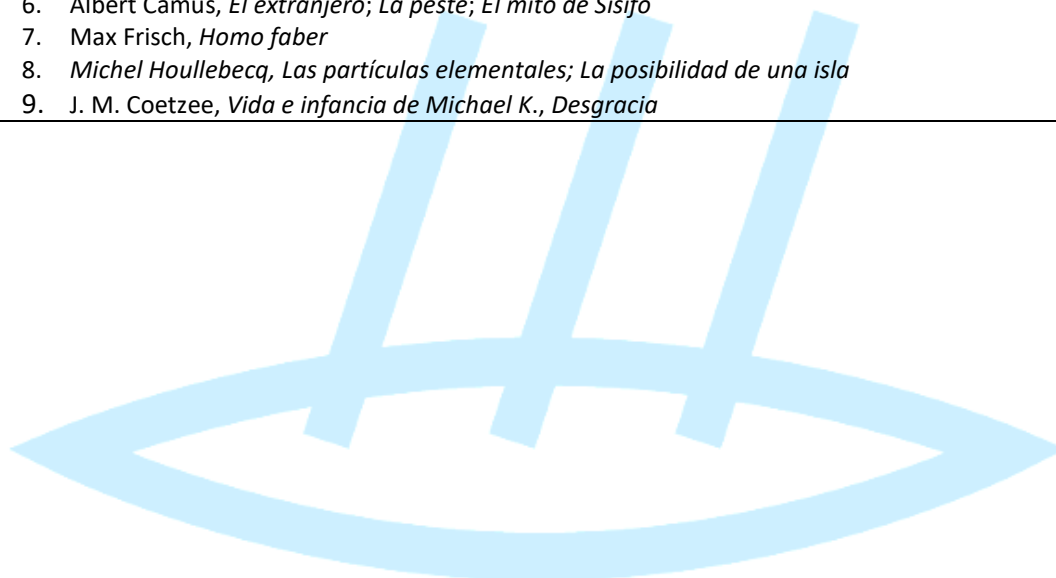 6. Albert Camus, El extranjero; La peste; El mito de Sísifo
7. Max Frisch, Homo faber
8. Michel Houllebecq, Las partículas elementales; La posibilidad de una isla
9. J. M. Coetzee, Vida e infancia de Michael K., Desgracia